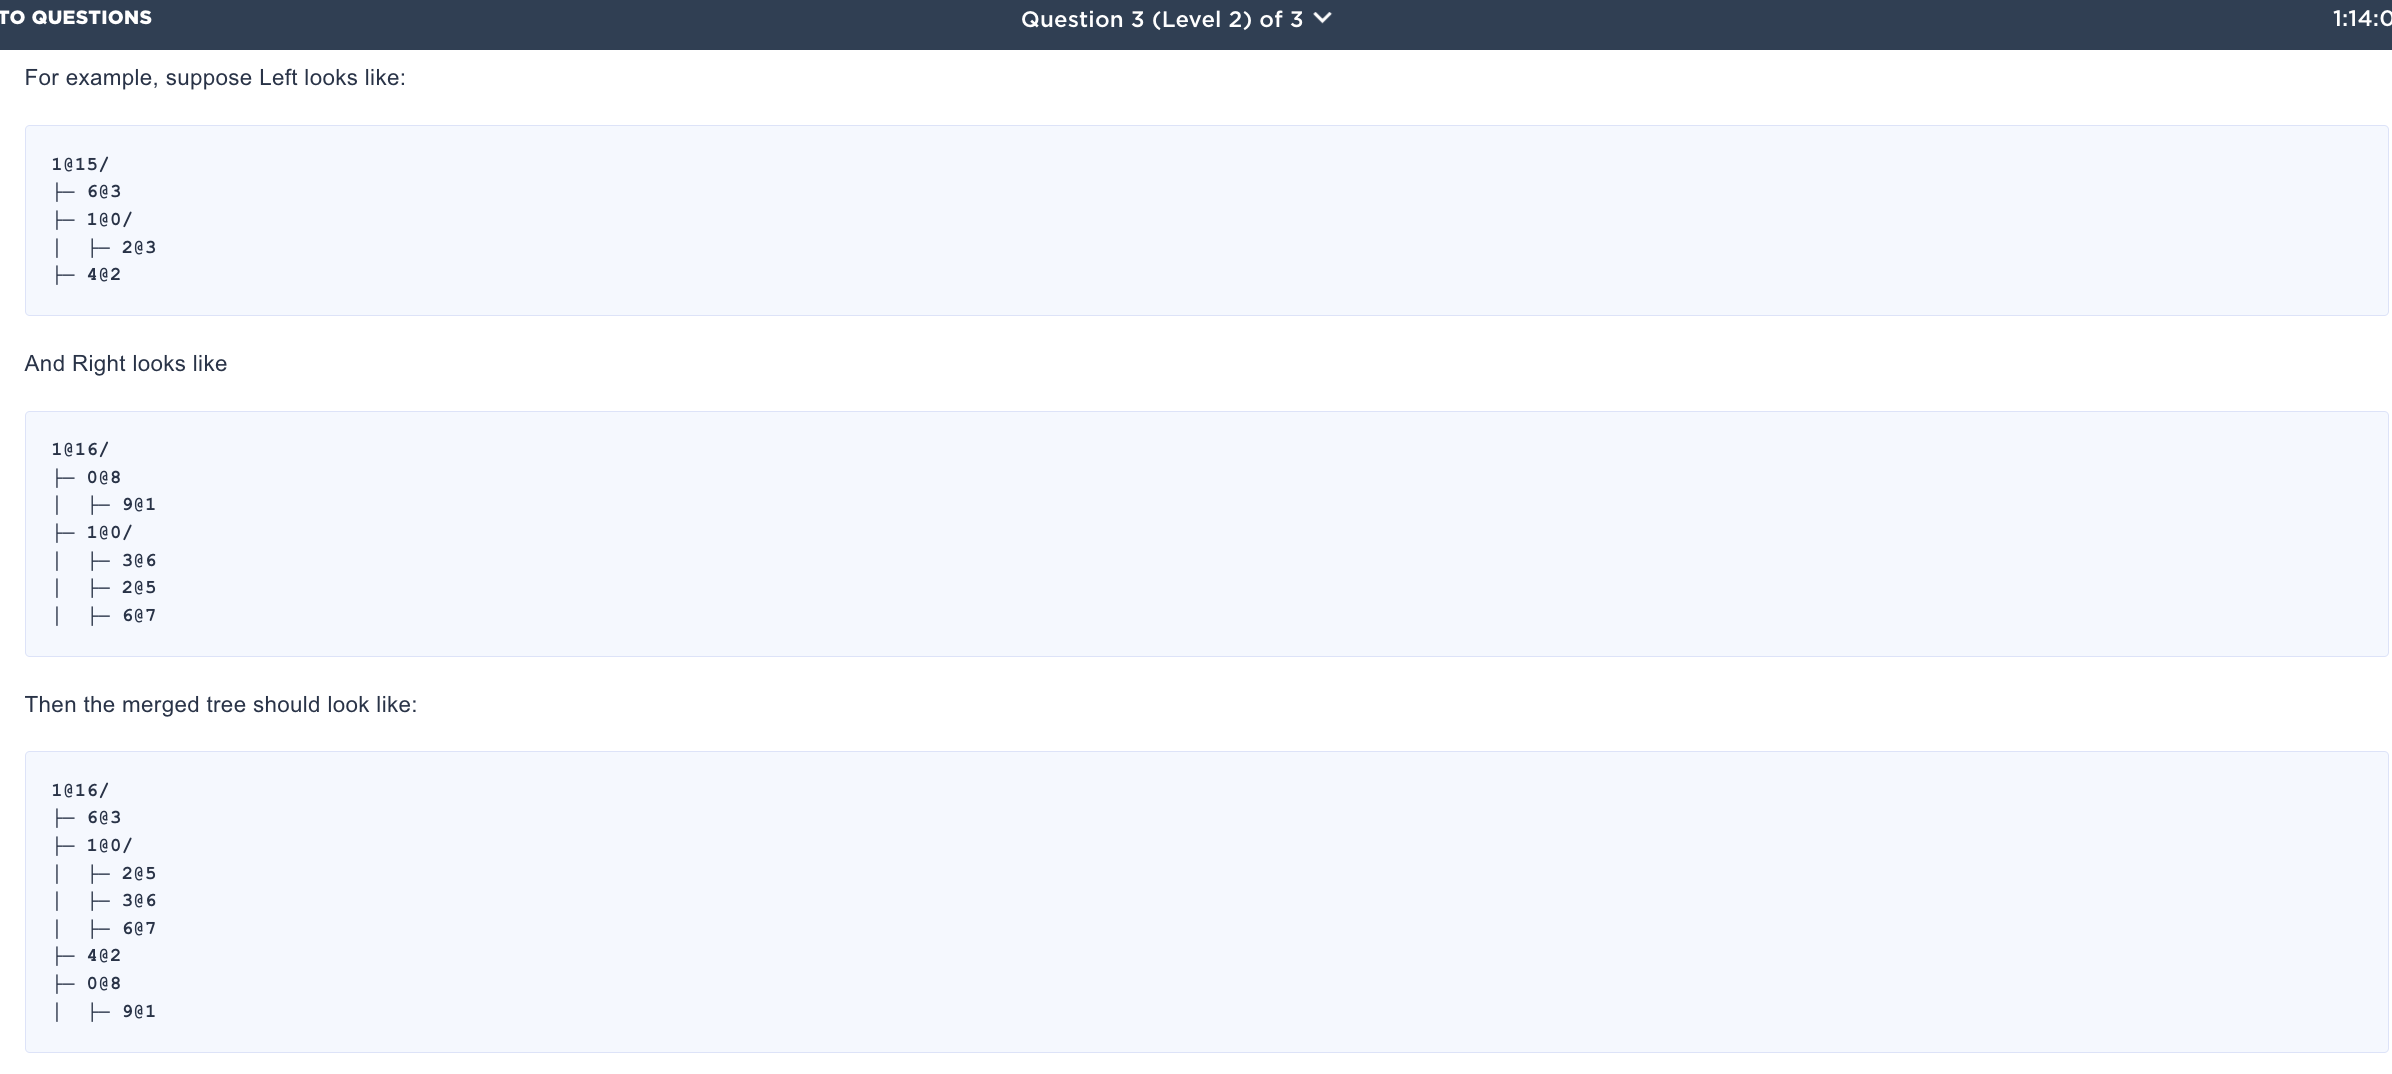 TO QUESTIONS
Question 3 (Level 2) of 3
1:14:0
For example, suppose Left looks like:
1@15/
├─ 6@3
├─ 1@0/
│  ├─ 2@3
├─ 4@2
And Right looks like
1@16/
├─ 0@8
│  ├─ 9@1
├─ 1@0/
│  ├─ 3@6
│  ├─ 2@5
│  ├─ 6@7
Then the merged tree should look like:
1@16/
├─ 6@3
├─ 1@0/
│  ├─ 2@5
│  ├─ 3@6
│  ├─ 6@7
├─ 4@2
├─ 0@8
│  ├─ 9@1